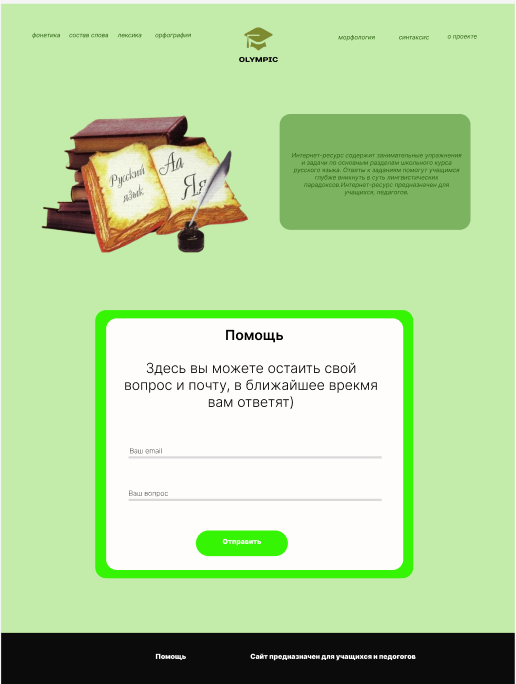 фонетика состав слова лексика орфография
OLYMPIC
морфология синтаксис о проекте
Русский
язык
Аа
Яя
Интернет-ресурс содержит занимательные упражнения
и задачи по основным разделам школьного курса
русского языка. Ответы к заданиям помогут учащимся
глубже вникнуть в суть лингвистических
парадоксов.Интернет-ресурс предназначен для
учащихся, педагогов.
Помощь
Здесь вы можете остаить свой
вопрос и почту, в ближайшее врекмя
вам ответят)
Ваш email
Ваш вопрос
Отправить
Помощь Сайт предназначен для учащихся и педогогов